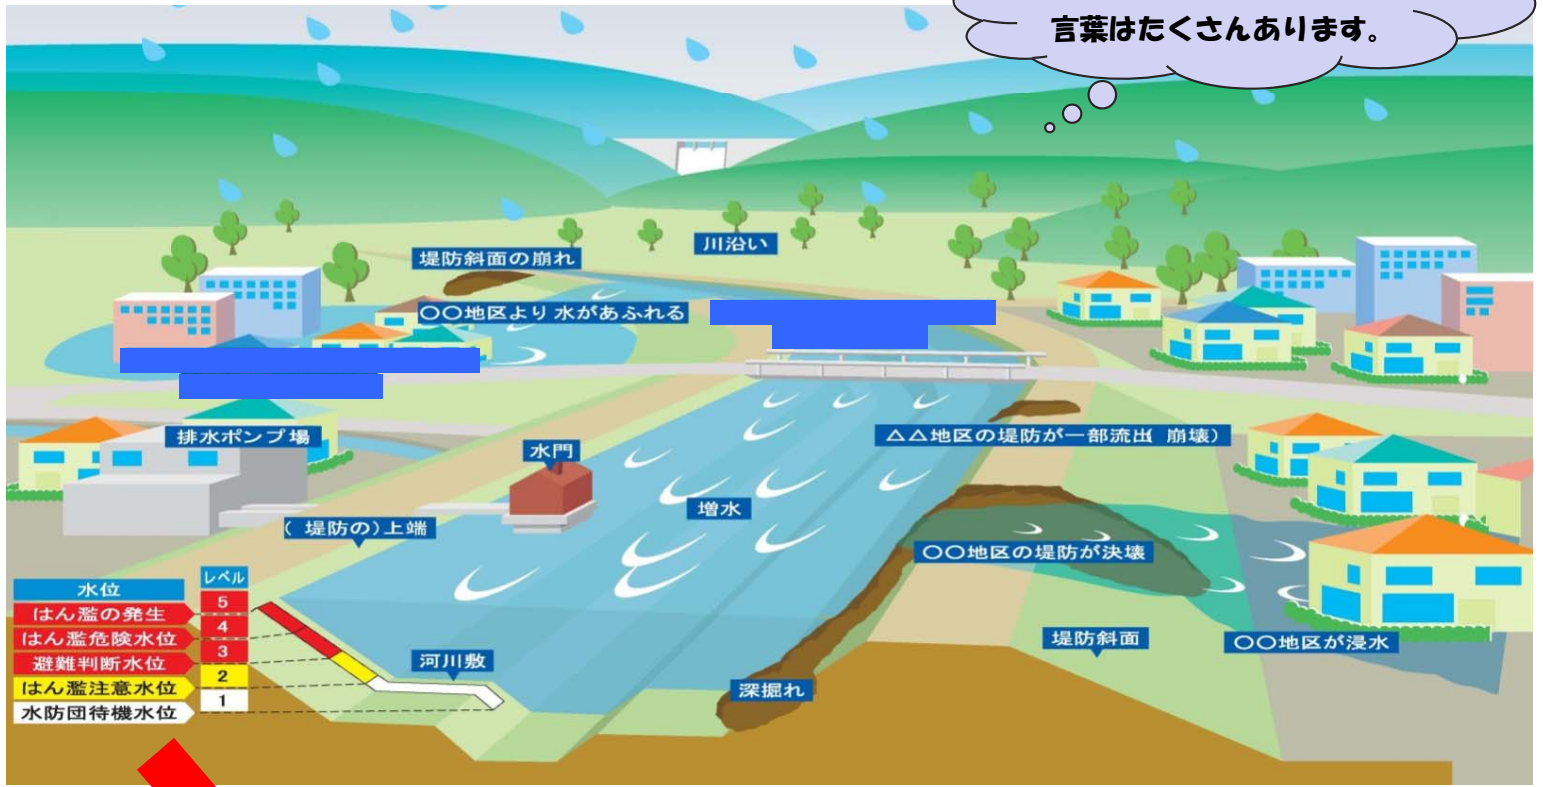 言葉はたくさんあります。
川沿い
堤防斜面の崩れ
〇〇地区より水があふれる
排水ポンプ場
水門
△△地区の堤防が一部流出 崩壊）
増水
（ 堤防の）上端
〇〇地区の堤防が決壊
水位
レベル
はん濫の発生
5
はん濫危険水位
4
避難判断水位
3
はん濫注意水位
2
水防団待機水位
1
河川敷
深掘れ
堤防斜面
〇〇地区が浸水